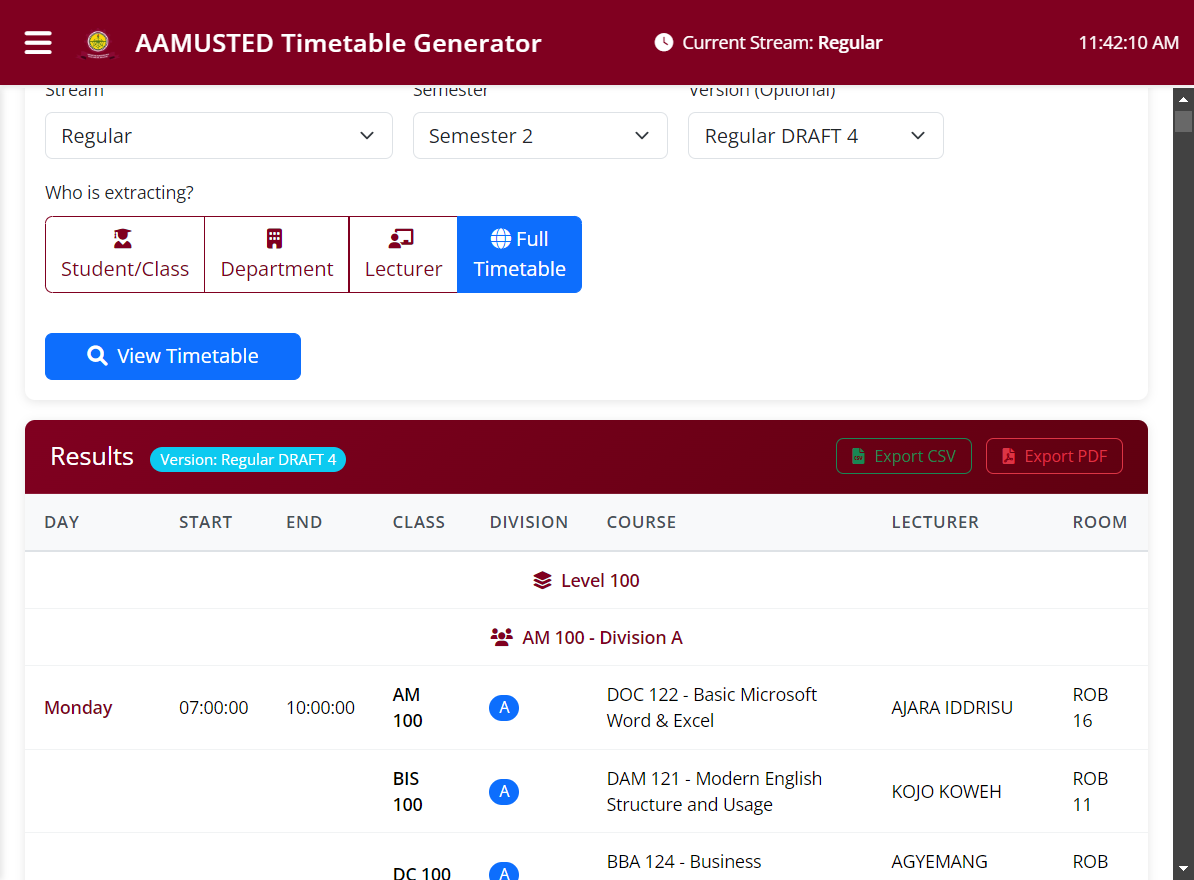 AAMUSTED Timetable Generator
Current Stream: Regular
11:42:10 AM
Stream Semester Version (Optional)
Regular Semester 2 Regular DRAFT 4
Who is extracting?
Student/Class
Department
Lecturer
Full
Timetable
View Timetable
Results Version: Regular DRAFT 4 Export CSV Export PDF
DAY START END CLASS DIVISION COURSE LECTURER ROOM
Level 100
AM 100 - Division A
Monday 07:00:00 10:00:00
AM
100
A
DOC 122 - Basic Microsoft
Word & Excel
AJARA IDDRISU
ROB
16
BIS
100
A
DAM 121 - Modern English
Structure and Usage
KOJO KOWEH
ROB
11
DC 100
A
BBA 124 - Business
AGYEMANG
ROB